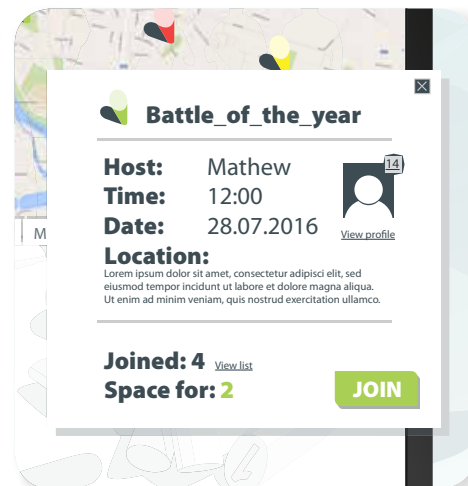 Battle_of_the_year
Host: Mathew
14
Time: 12:00
Date: 28.07.2016
View profile
M
Location:
Lorem ipsum dolor sit amet, consectetur adipisci elit, sed
eiusmod tempor incidunt ut labore et dolore magna aliqua.
Ut enim ad minim veniam, quis nostrud exercitation ullamco.
Joined: 4 View list
Space for: 2
JOIN